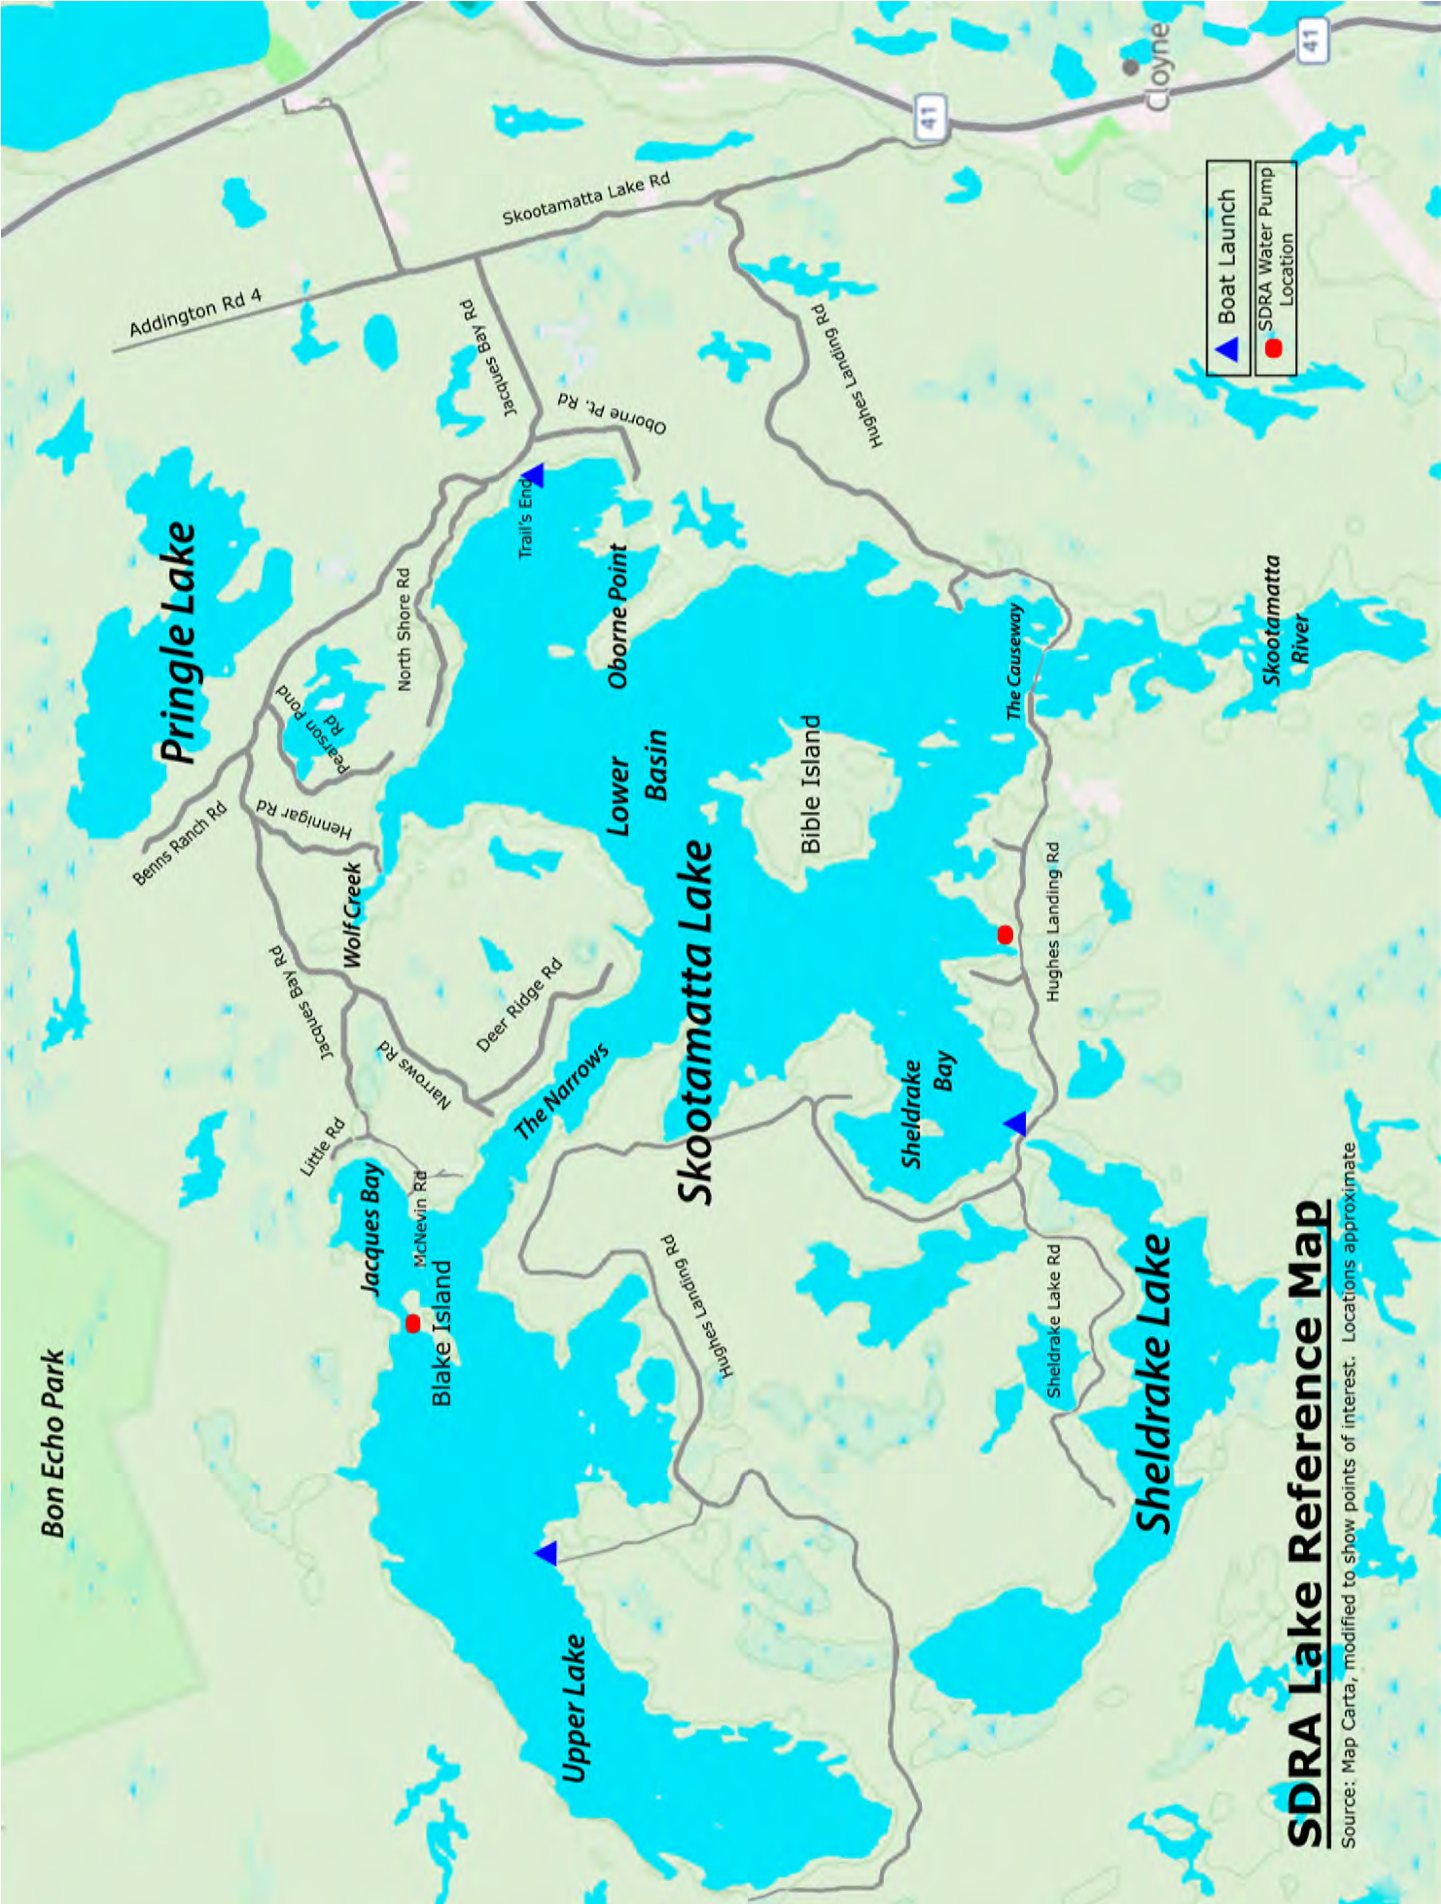 Bon Echo Park
Pringle Lake
Addington Rd 4
Skootamatta Lake Rd
41
41
Cloyne
Jacques Bay Rd
Oborne Pt. Rd
Hughes Landing Rd
Trail's End
North Shore Rd
Oborne Point
Pearson Pond
Rd
Benns Ranch Rd
Hennigar Rd
Wolf Creek
Jacques Bay Rd
Narrows Rd
Deer Ridge Rd
The Narrows
Little Rd
McNevin Rd
Jacques Bay
Blake Island
Lower
Basin
Skootamatta Lake
Bible Island
The Causeway
Skootamatta
River
Hughes Landing Rd
Sheldrake
Bay
Hughes Landing Rd
Sheldrake Lake Rd
Sheldrake Lake
Upper Lake
Boat Launch
SDRA Water Pump
Location
SDRA Lake Reference Map
Source: Map Carta, modified to show points of interest. Locations approximate